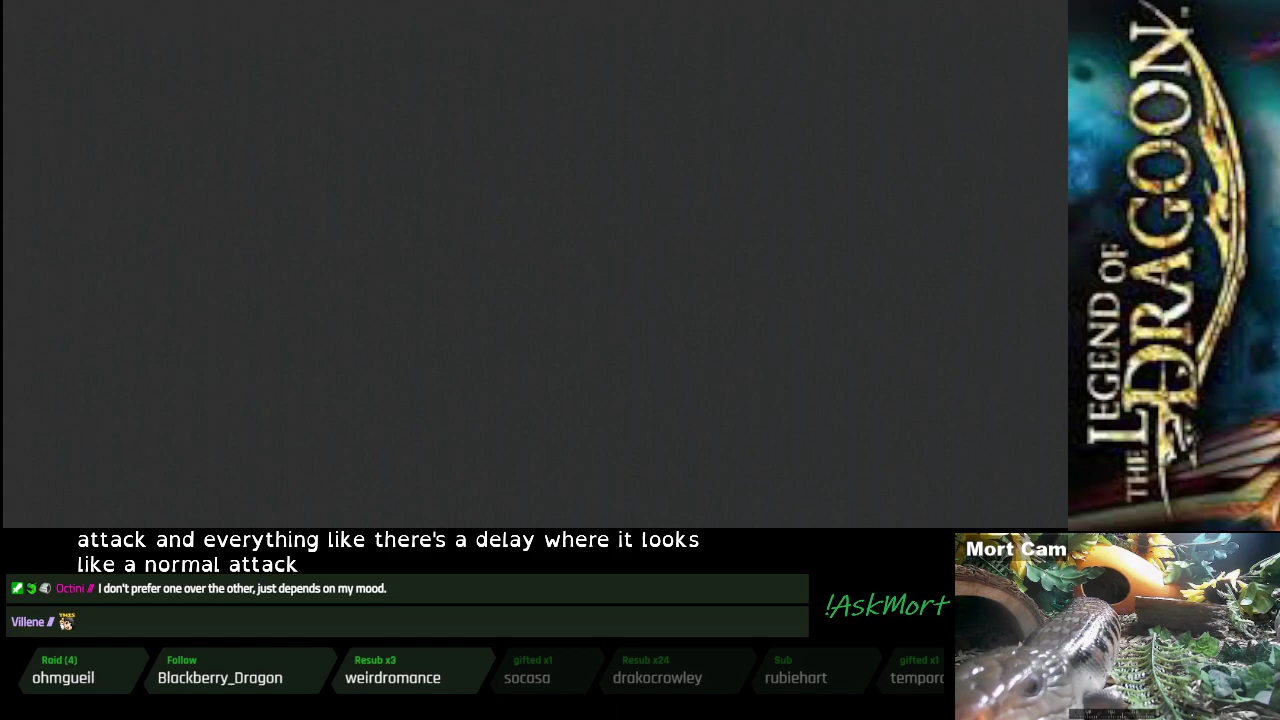 THE LEGEND OF
DRAGOON
attack and everything like there's a delay where it looks
like a normal attack
Octini // I don't prefer one over the other, just depends on my mood.
Villene //
!AskMort
Mort Cam
Raid (4)
ohmgueil
Follow
Blackberry_Dragon
Resub x3
weirdromance
gifted x1
socasa
Resub x24
drakacrowley
Sub
rubiehart
gifted x1
temporc